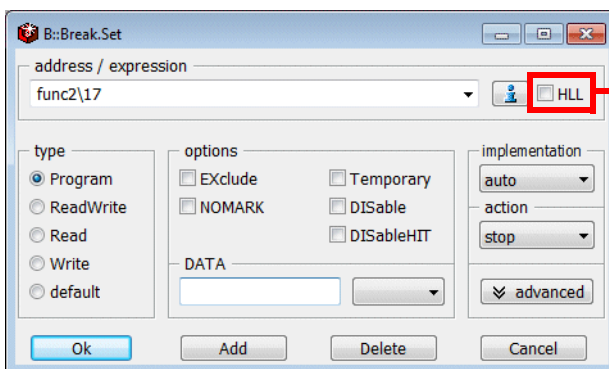 B::Break.Set
address / expression
func2\17
HLL
type
options
implementation
Program
EXclude
Temporary
auto
ReadWrite
NOMARK
DISable
action
Read
DISableHIT
stop
Write
DATA
default
advanced
Ok
Add
Delete
Cancel